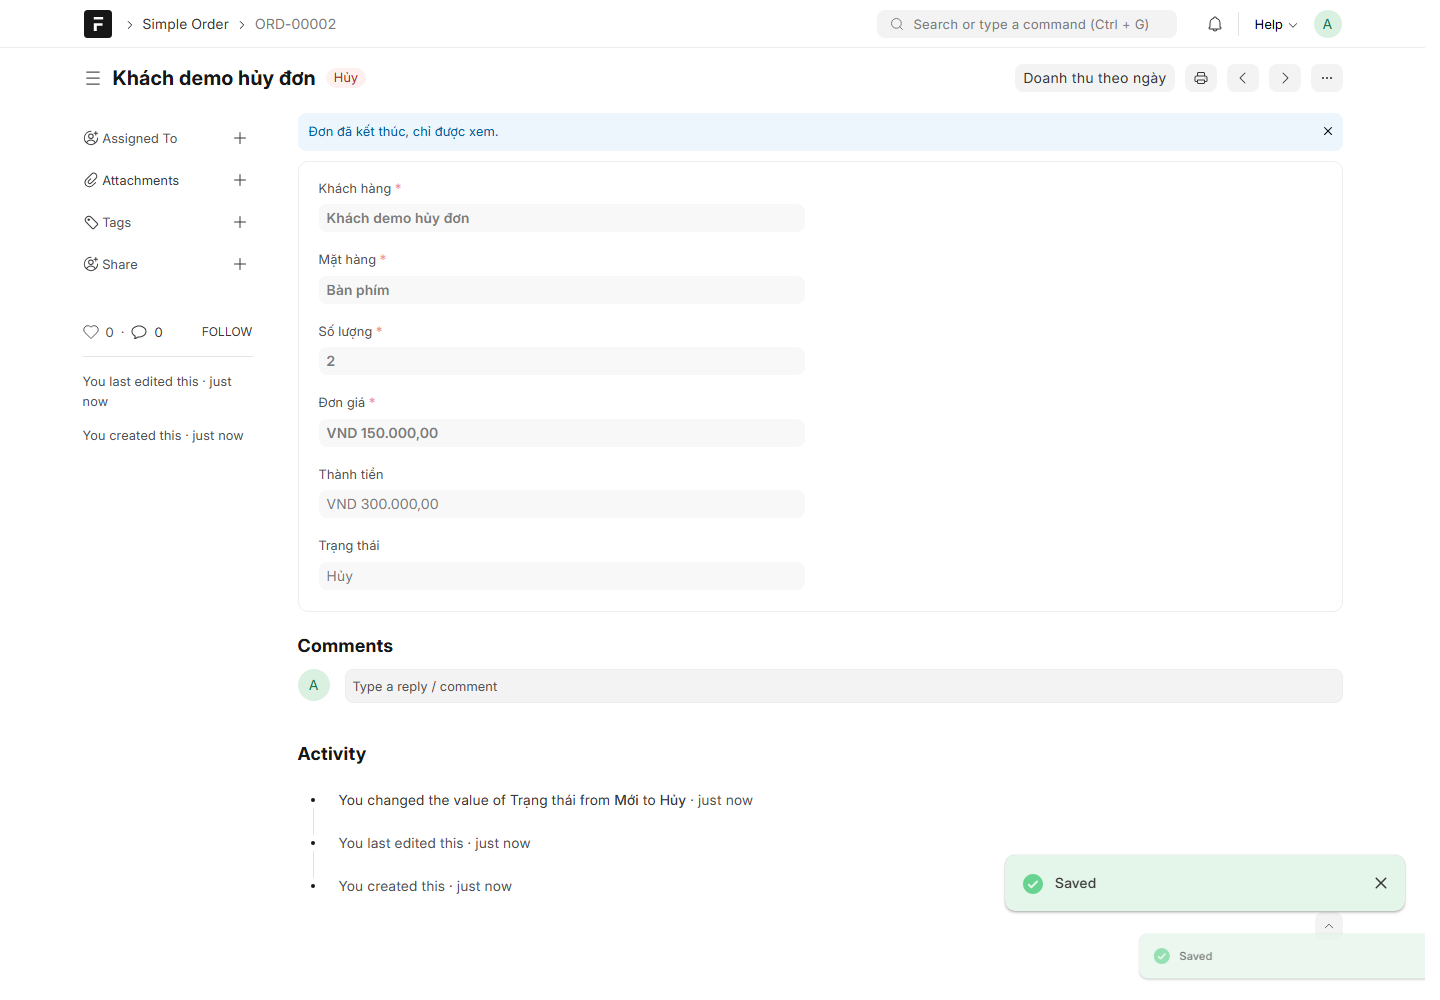 Simple Order
ORD-00002
Search or type a command (Ctrl + G)
Help
A
Khách demo hủy đơn
Hủy
Doanh thu theo ngày
Assigned To
Attachments
Tags
Share
0 · 0
FOLLOW
You last edited this · just
now
You created this · just now
Đơn đã kết thúc, chỉ được xem.
Khách hàng *
Khách demo hủy đơn
Mặt hàng *
Bàn phím
Số lượng *
2
Đơn giá *
VND 150.000,00
Thành tiền
VND 300.000,00
Trạng thái
Hủy
Comments
A
Type a reply / comment
Activity
You changed the value of Trạng thái from Mới to Hủy · just now
You last edited this · just now
You created this · just now
Saved
Saved